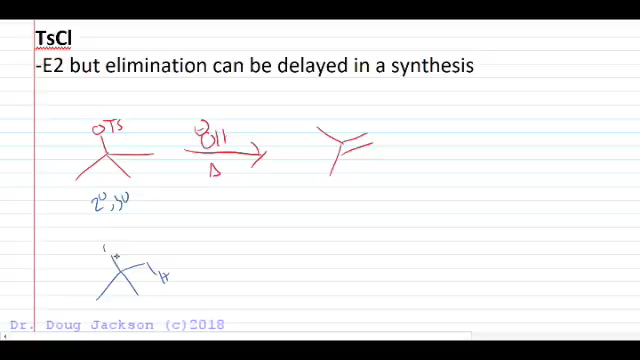 TsCl
-E2 but elimination can be delayed in a synthesis
OTs
⊖OH
Δ
2°, 3°
H
Dr. Doug Jackson (c)2018